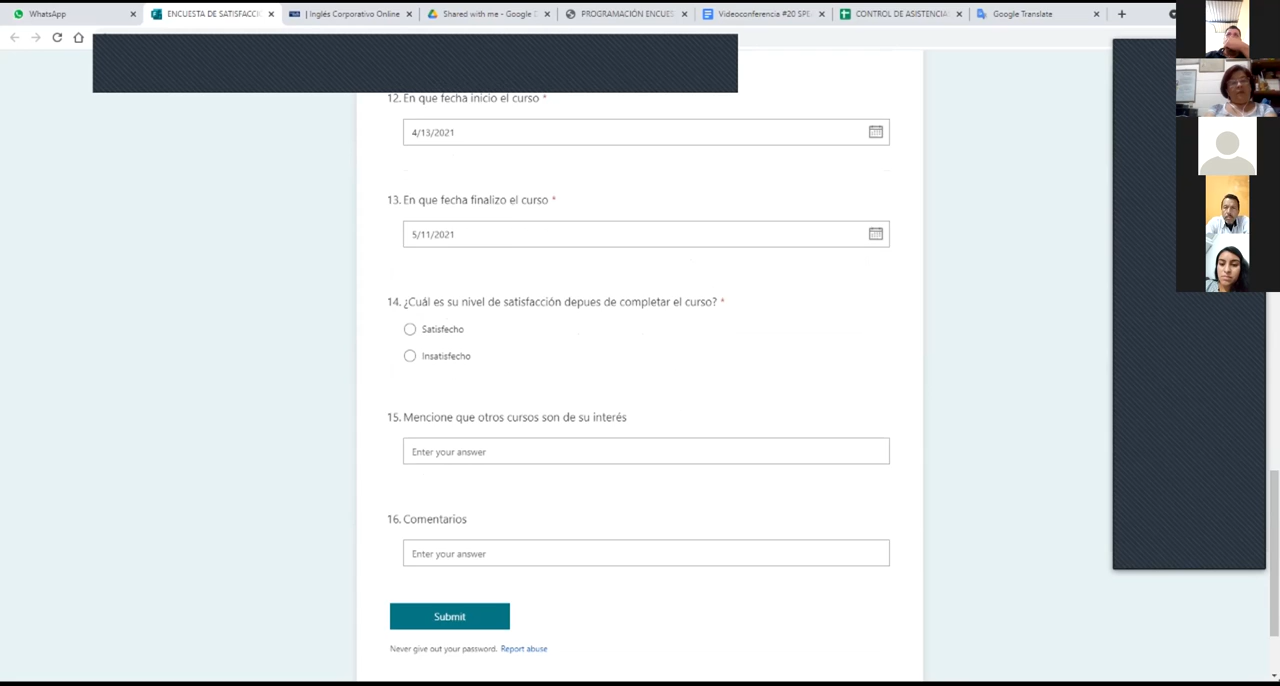 WhatsApp
ENCUESTA DE SATISFACCI
| Inglés Corporativo Online
Shared with me - Google D
PROGRAMACIÓN ENCUES
Videoconferencia #20 SPE
CONTROL DE ASISTENCIA
Google Translate
12. En que fecha inicio el curso *
4/13/2021
13. En que fecha finalizo el curso *
5/11/2021
14. ¿Cuál es su nivel de satisfacción depues de completar el curso? *
Satisfecho
Insatisfecho
15. Mencione que otros cursos son de su interés
Enter your answer
16. Comentarios
Enter your answer
Submit
Never give out your password. Report abuse